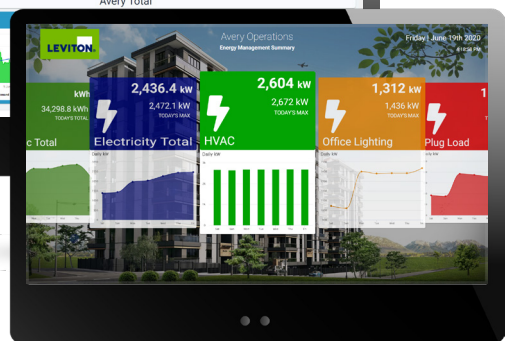 Avery Total
LEVITON
Avery Operations
Energy Management Summary
Friday | June 19th 2020
kWh
34,298.8 kWh
TODAY'S TOTAL
c Total
2,436.4 kW
2,472.1 kW
TODAY'S MAX
Electricity Total
Daily kW
2,604 kW
2,672 kW
TODAY'S MAX
HVAC
Daily kW
1,312 kW
1,436 kW
TODAY'S MAX
Office Lighting
Daily kW
1
Plug Load
Daily kW